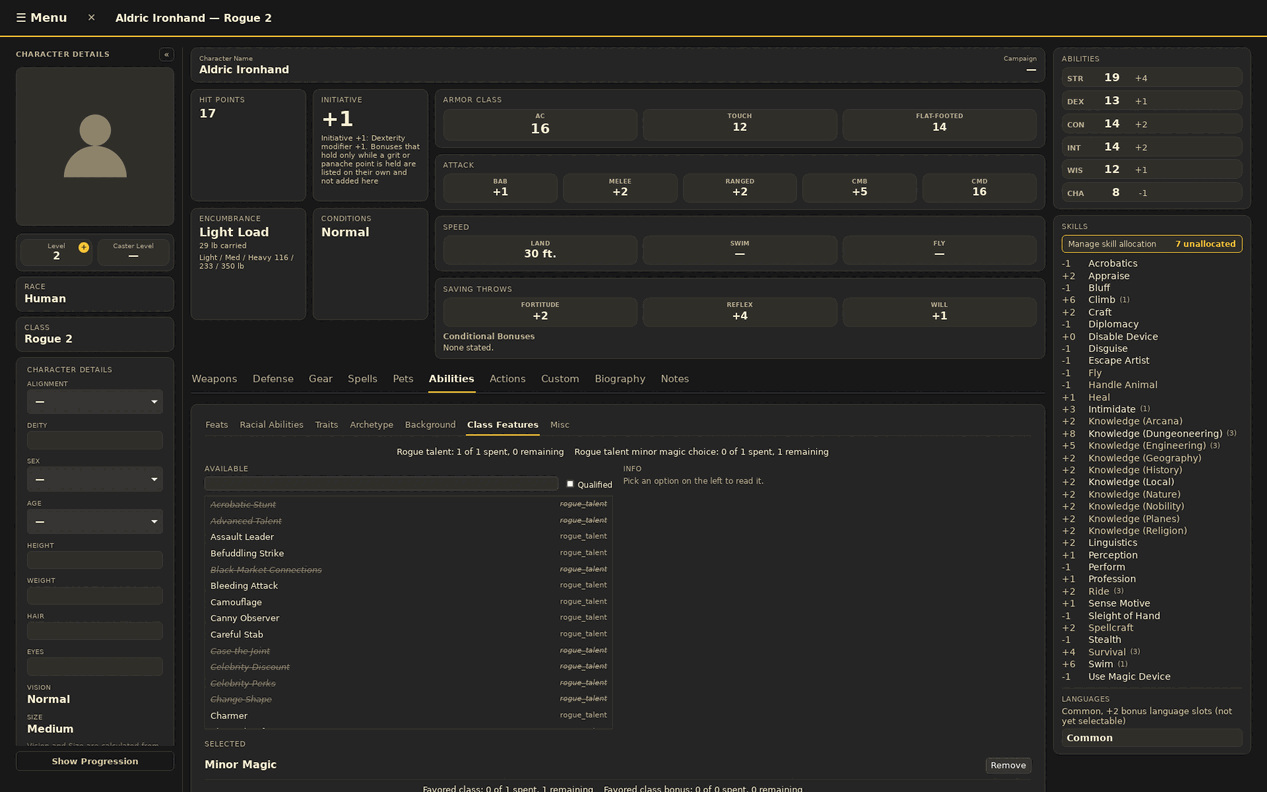 ☰ Menu × Aldric Ironhand — Rogue 2
CHARACTER DETAILS «
Level
2 +
Caster Level
—
RACE
Human
CLASS
Rogue 2
CHARACTER DETAILS
ALIGNMENT
—
DEITY
SEX
—
AGE
—
HEIGHT
WEIGHT
HAIR
EYES
VISION
Normal
SIZE
Medium
Vision and Size are calculated from
Show Progression
Character Name
Aldric Ironhand
Campaign
—
HIT POINTS
17
INITIATIVE
+1
Initiative +1: Dexterity
modifier +1. Bonuses that
hold only while a grit or
panache point is held are
listed on their own and
not added here
ENCUMBRANCE
Light Load
29 lb carried
Light / Med / Heavy 116 /
233 / 350 lb
CONDITIONS
Normal
ARMOR CLASS
AC
16
TOUCH
12
FLAT-FOOTED
14
ATTACK
BAB
+1
MELEE
+2
RANGED
+2
CMB
+5
CMD
16
SPEED
LAND
30 ft.
SWIM
—
FLY
—
SAVING THROWS
FORTITUDE
+2
REFLEX
+4
WILL
+1
Conditional Bonuses
None stated.
Weapons Defense Gear Spells Pets Abilities Actions Custom Biography Notes
Feats Racial Abilities Traits Archetype Background Class Features Misc
Rogue talent: 1 of 1 spent, 0 remaining Rogue talent minor magic choice: 0 of 1 spent, 1 remaining
AVAILABLE
Qualified
Acrobatic Stunt rogue_talent
Advanced Talent rogue_talent
Assault Leader rogue_talent
Befuddling Strike rogue_talent
Black Market Connections rogue_talent
Bleeding Attack rogue_talent
Camouflage rogue_talent
Canny Observer rogue_talent
Careful Stab rogue_talent
Case the Joint rogue_talent
Celebrity Discount rogue_talent
Celebrity Perks rogue_talent
Change Shape rogue_talent
Charmer rogue_talent
INFO
Pick an option on the left to read it.
SELECTED
Minor Magic Remove
Favored class: 0 of 1 spent, 1 remaining Favored class bonus: 0 of 0 spent, 0 remaining
ABILITIES
STR 19 +4
DEX 13 +1
CON 14 +2
INT 14 +2
WIS 12 +1
CHA 8 -1
SKILLS
Manage skill allocation 7 unallocated
-1 Acrobatics
+2 Appraise
-1 Bluff
+6 Climb (1)
+2 Craft
-1 Diplomacy
+0 Disable Device
-1 Disguise
-1 Escape Artist
-1 Fly
-1 Handle Animal
+1 Heal
+3 Intimidate (1)
+2 Knowledge (Arcana)
+8 Knowledge (Dungeoneering) (3)
+5 Knowledge (Engineering) (3)
+2 Knowledge (Geography)
+2 Knowledge (History)
+2 Knowledge (Local)
+2 Knowledge (Nature)
+2 Knowledge (Nobility)
+2 Knowledge (Planes)
+2 Knowledge (Religion)
+2 Linguistics
+1 Perception
-1 Perform
+1 Profession
+2 Ride (3)
+1 Sense Motive
-1 Sleight of Hand
+2 Spellcraft
-1 Stealth
+4 Survival (3)
+6 Swim (1)
-1 Use Magic Device
LANGUAGES
Common, +2 bonus language slots (not
yet selectable)
Common